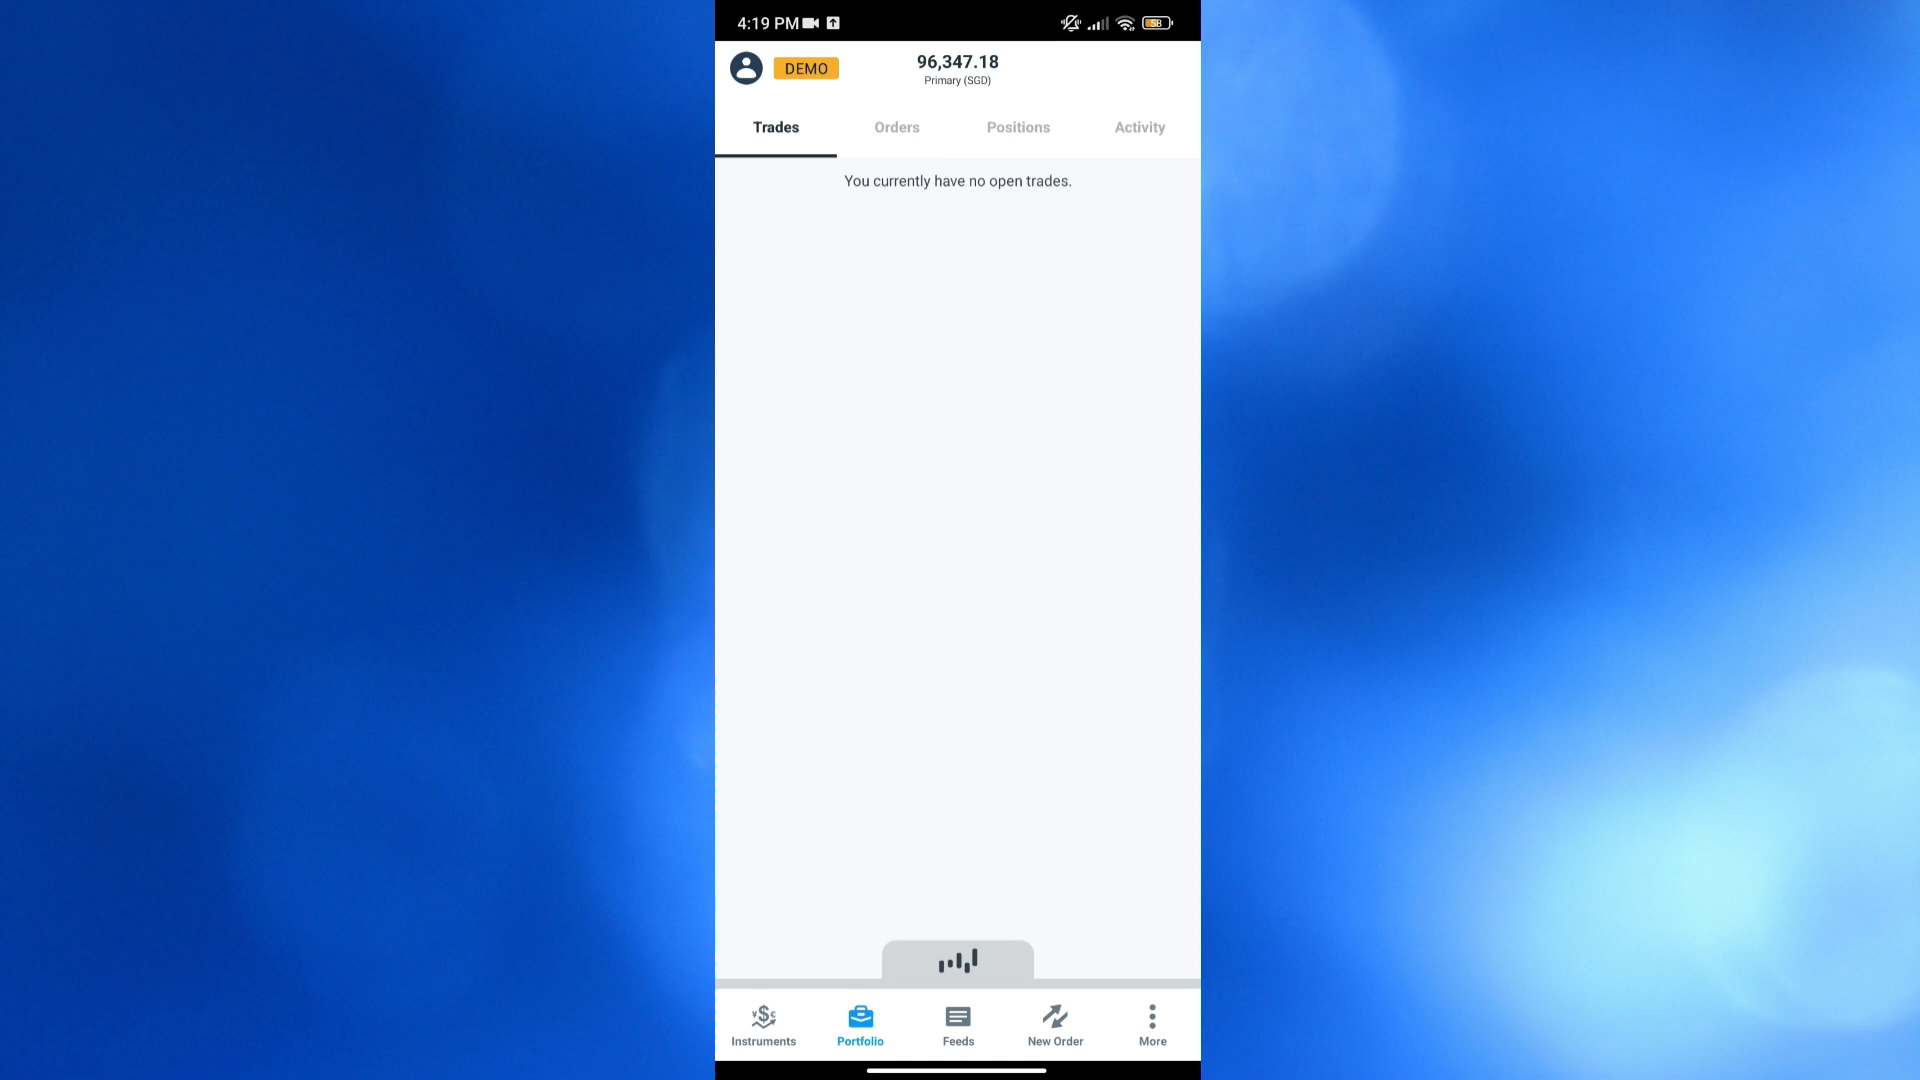 4:19 PM
58
DEMO
96,347.18
Primary (SGD)
Trades
Orders
Positions
Activity
You currently have no open trades.
Instruments
Portfolio
Feeds
New Order
More